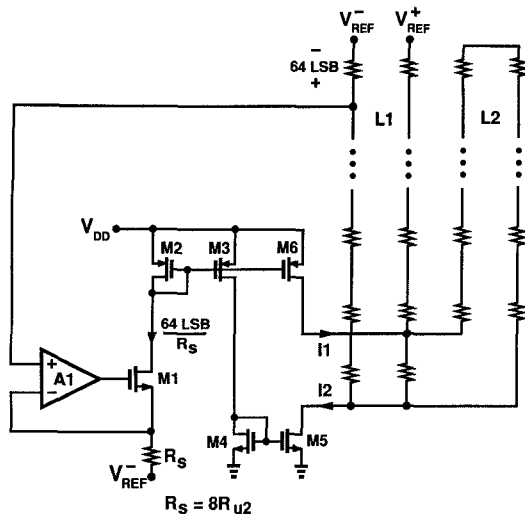 V⁻REF V⁺REF
−
64 LSB
+
L1 L2
VDD
M2 M3 M6
64 LSB
RS
I1
+
A1
−
M1
I2
M4 M5
RS
V⁻REF
RS = 8Ru2